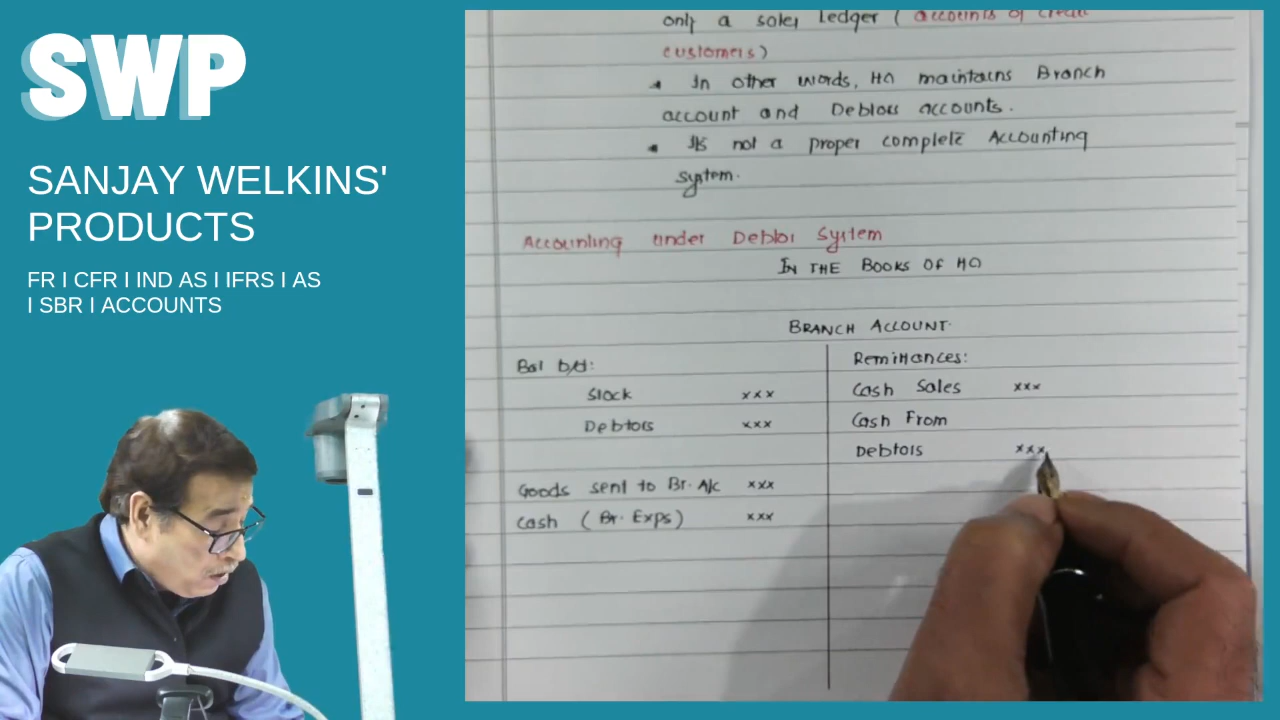 SWP
SANJAY WELKINS'
PRODUCTS
FR I CFR I IND AS I IFRS I AS
I SBR I ACCOUNTS
only a sales Ledger ( accounts of credit
customers)
In other words, HO maintains Branch
account and Debtors accounts.
It's not a proper complete Accounting
system.
Accounting under Debtor System
IN THE BOOKS OF HO
BRANCH ACCOUNT
Bal b/d:
Stock xxx
Debtors xxx
Goods sent to Br. A/c xxx
Cash ( Br. Exps) xxx
Remittances:
Cash Sales xxx
Cash From
Debtors xxx